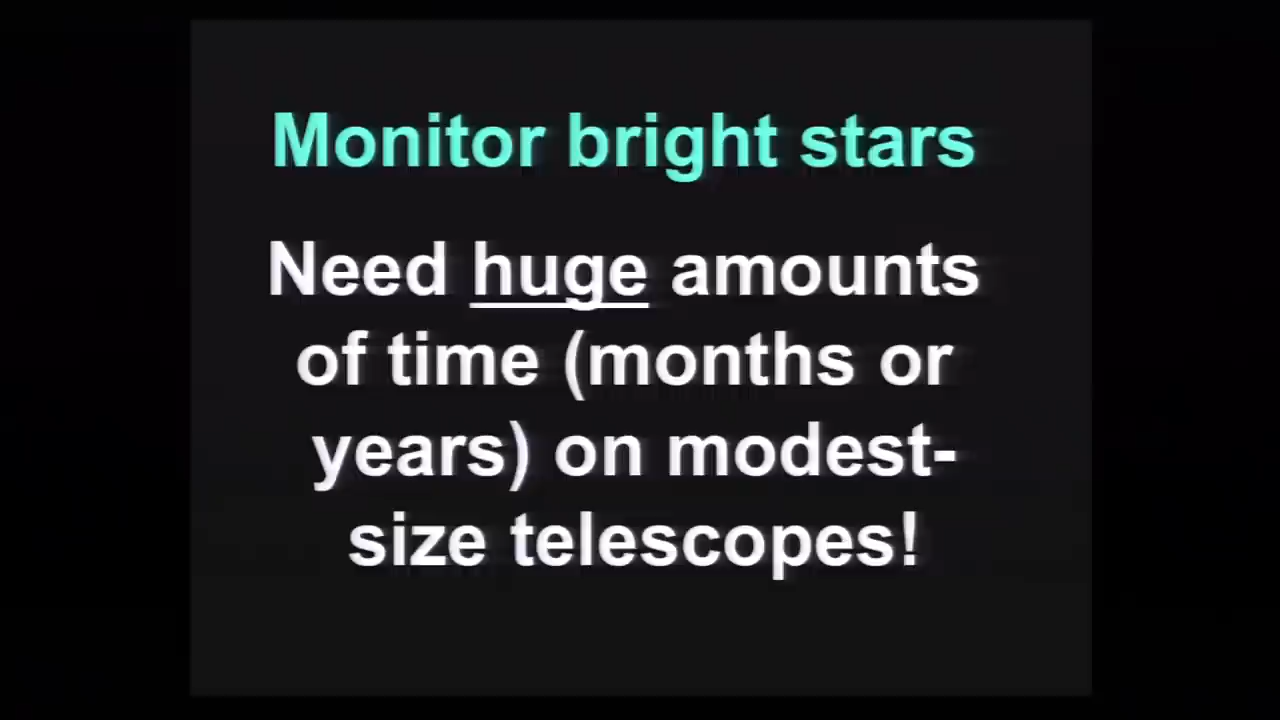 Monitor bright stars
Need huge amounts
of time (months or
years) on modest-
size telescopes!